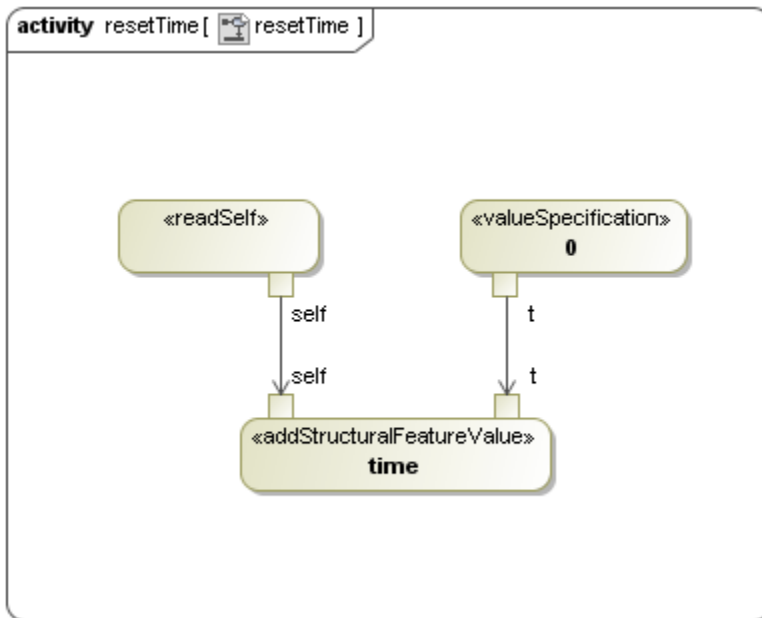 activity resetTime [ resetTime ]
«readSelf»
«valueSpecification»
0
self
t
self
t
«addStructuralFeatureValue»
time